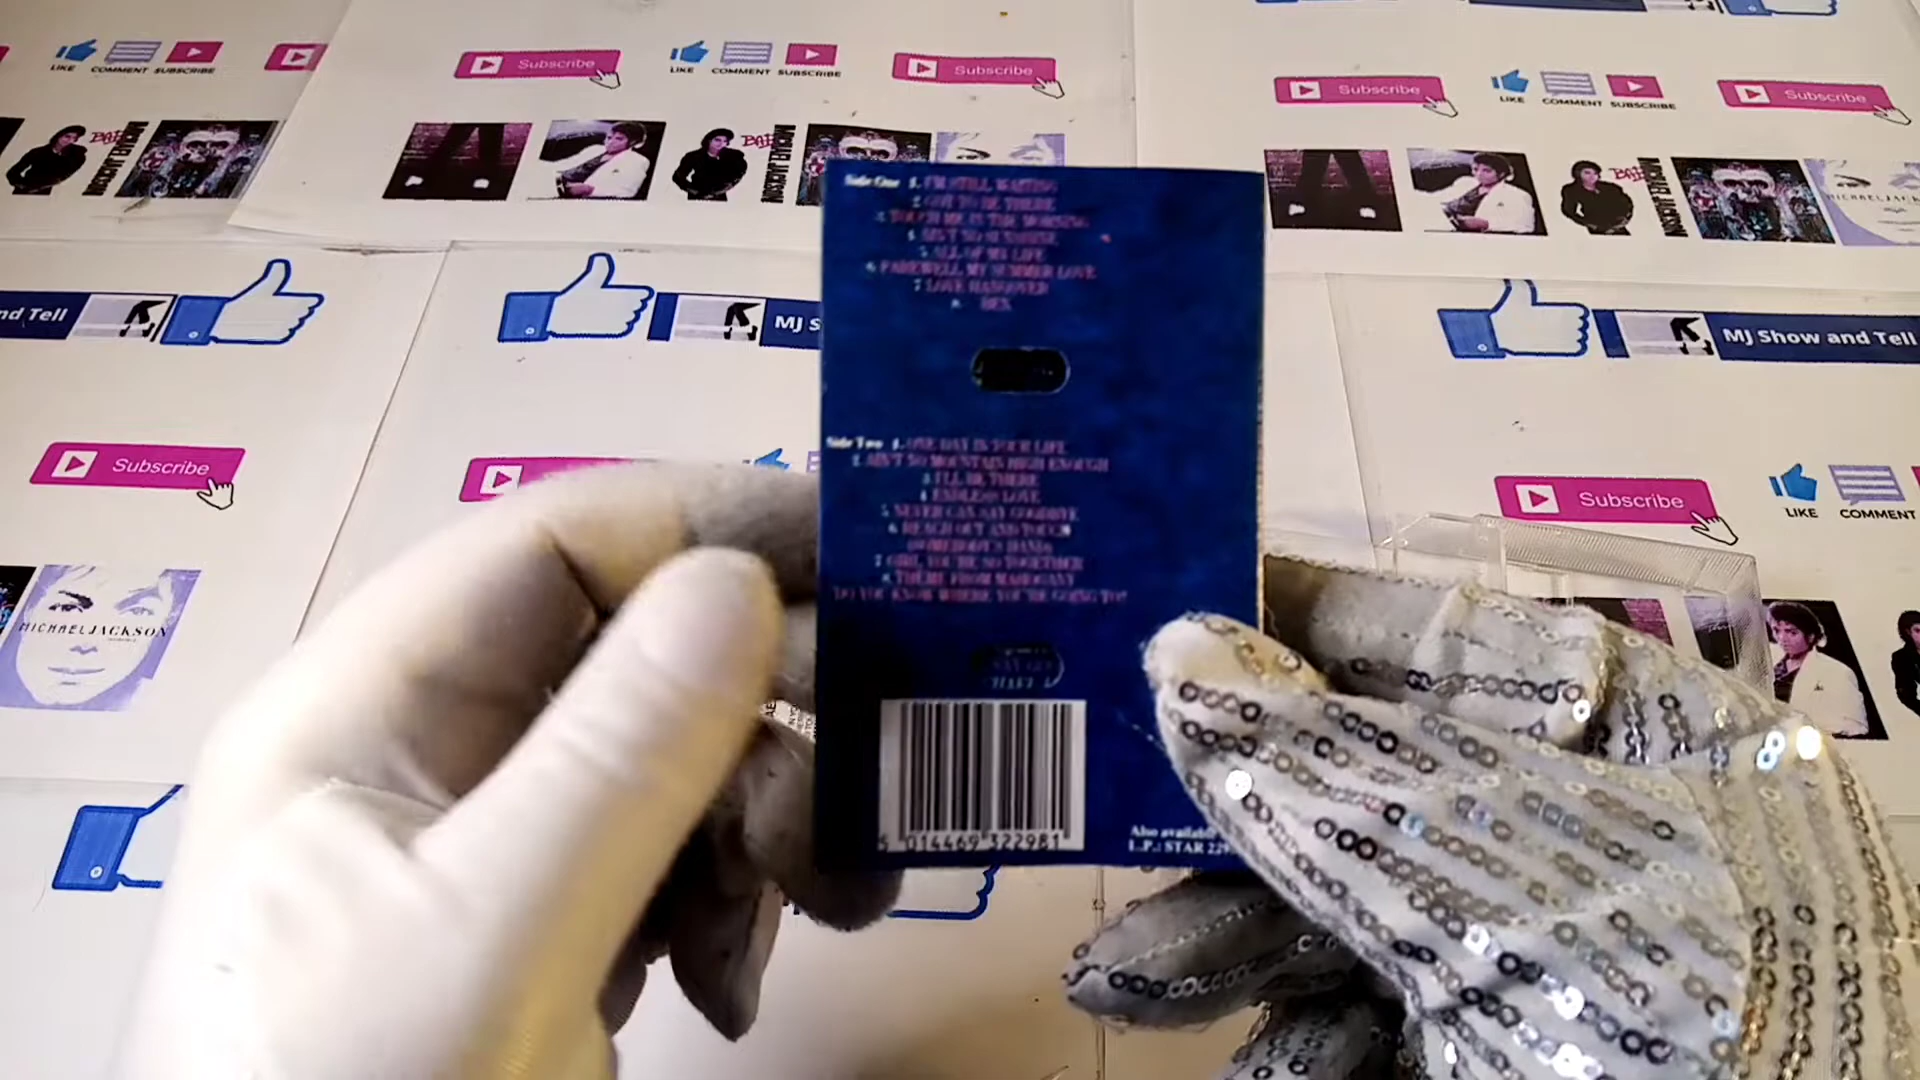 LIKE COMMENT SUBSCRIBE
Subscribe
LIKE COMMENT SUBSCRIBE
Subscribe
Subscribe
LIKE COMMENT SUBSCRIBE
Subscribe
BAD
MICHAEL JACKSON
BAD
MICHAEL JACKSON
BAD
MICHAEL JACKSON
nd Tell
MJ S
MJ Show and Tell
Subscribe
Subscribe
LIKE COMMENT
MICHAEL JACKSON
Side One 1. I'M STILL WAITING
2. GOT TO BE THERE
3. TOUCH ME IN THE MORNING
4. AIN'T NO SUNSHINE
5. ALL OF MY LIFE
6. FAREWELL MY SUMMER LOVE
7. LOVE HANGOVER
8. BEN
Side Two 1. ONE DAY IN YOUR LIFE
2. AIN'T NO MOUNTAIN HIGH ENOUGH
3. I'LL BE THERE
4. ENDLESS LOVE
5. NEVER CAN SAY GOODBYE
6. REACH OUT AND TOUCH
(SOMEBODY'S HAND)
7. GIRL YOU'RE SO TOGETHER
8. THEME FROM MAHOGANY
DO YOU KNOW WHERE YOU'RE GOING TO?
5 014469 322981
Also available
L.P.: STAR